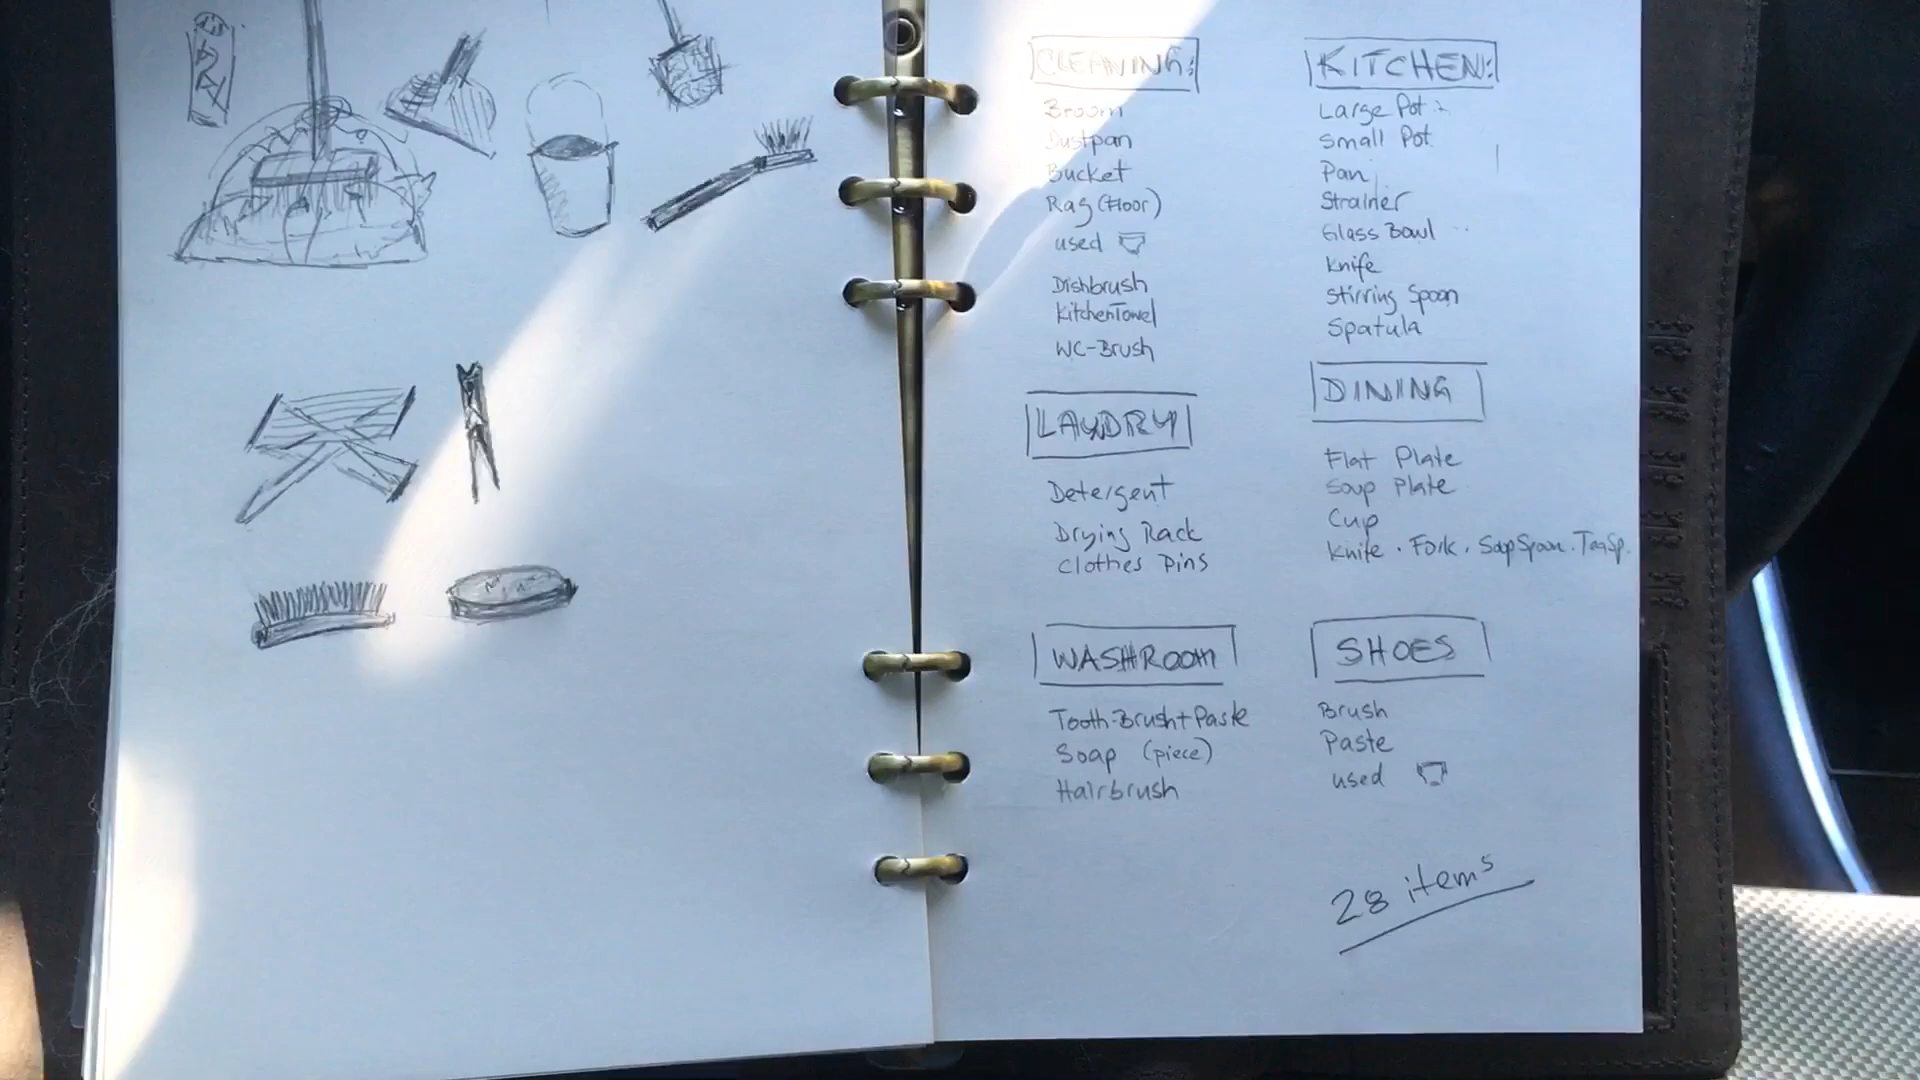 CLEANING:
Broom
Dustpan
Bucket
Rag (Floor)
used
Dishbrush
KitchenTowel
WC-Brush
LAUDRY
Detergent
Drying Rack
Clothes Pins
WASHROOM
Tooth-Brush+Paste
Soap (piece)
Hairbrush
KITCHEN:
Large Pot
Small Pot
Pan
Strainer
Glass Bowl
Knife
Stirring Spoon
Spatula
DINING
Flat Plate
Soup Plate
Cup
Knife · Fork · SoupSpoon · TeaSp.
SHOES
Brush
Paste
used
28 items